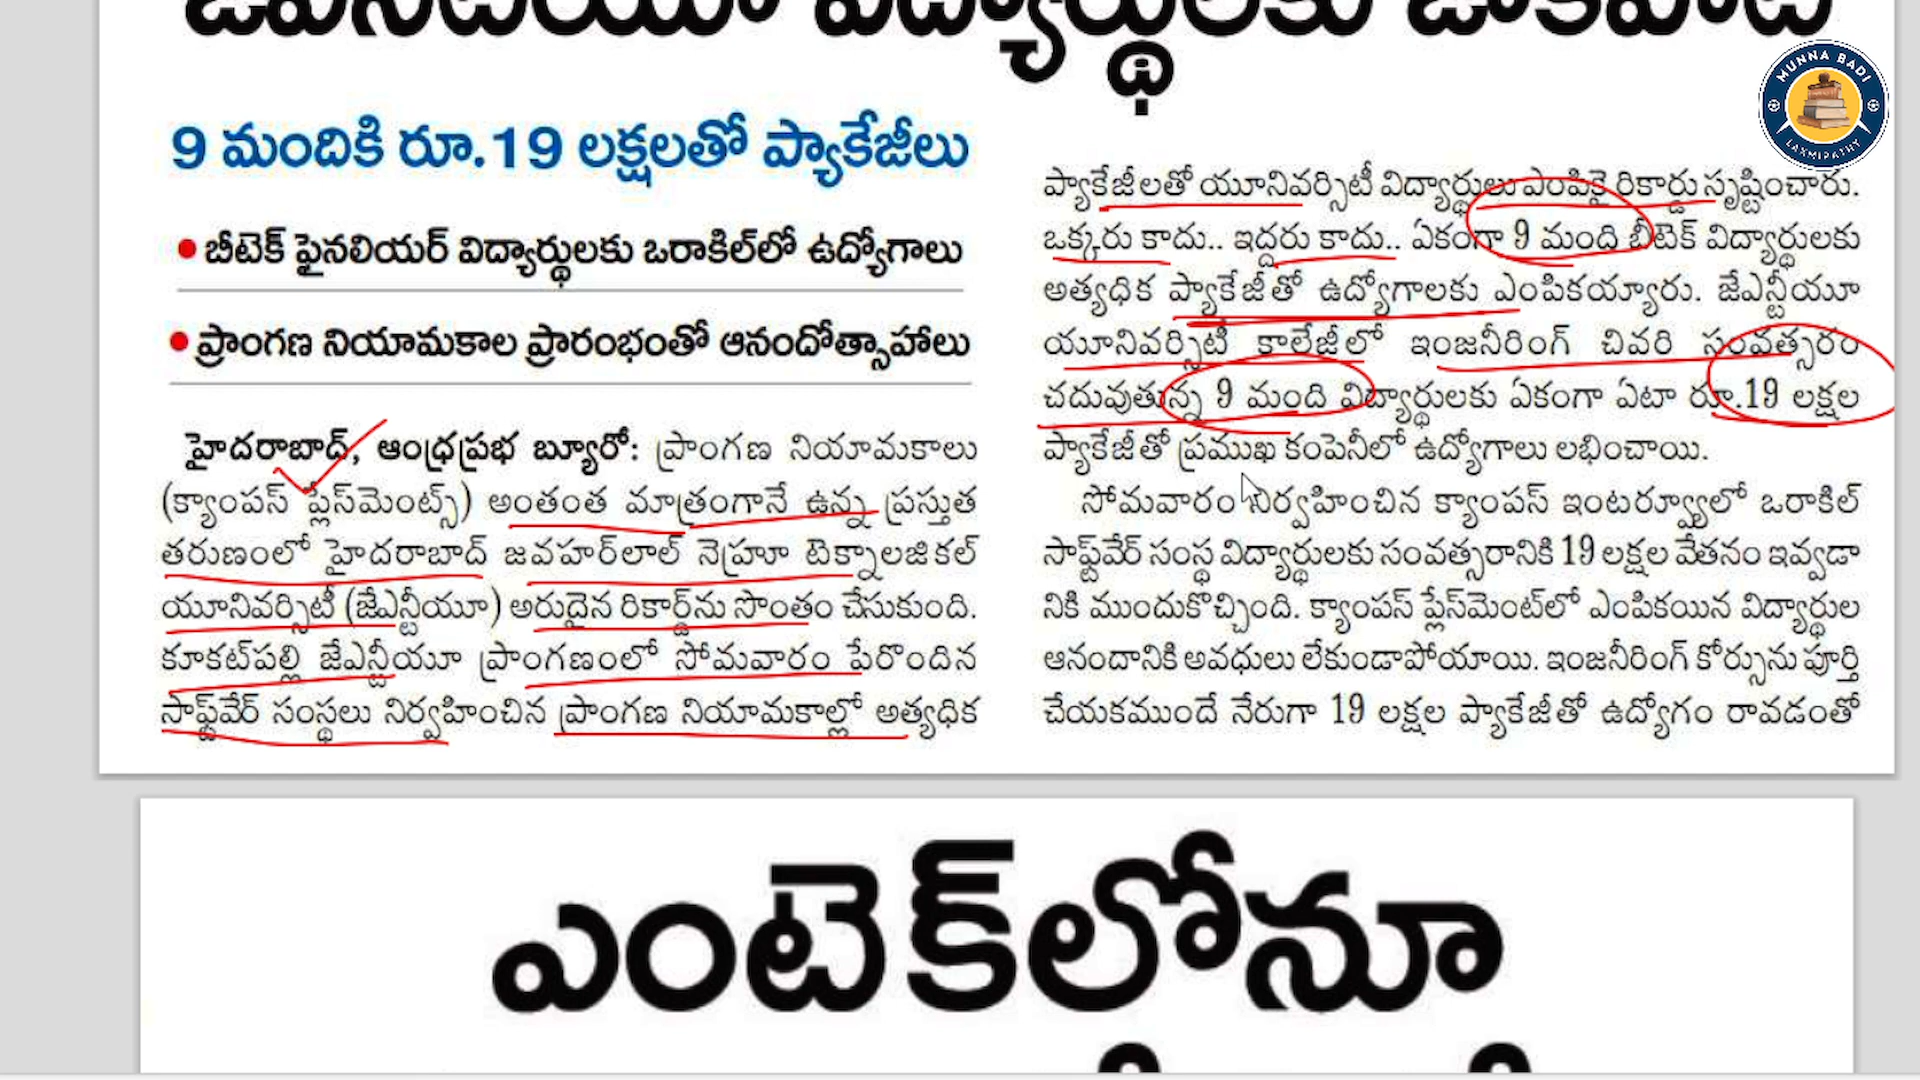 విద్యార్థులకు
MUNNA BADI
LAXMIPATHY
9 మందికి రూ.19 లక్షలతో ప్యాకేజీలు
• బీటెక్ ఫైనలియర్ విద్యార్థులకు ఒరాకిల్‌లో ఉద్యోగాలు
• ప్రాంగణ నియామకాల ప్రారంభంతో ఆనందోత్సాహాలు
హైదరాబాద్, ఆంధ్రప్రభ బ్యూరో: ప్రాంగణ నియామకాలు
(క్యాంపస్ ప్లేస్‌మెంట్స్) అంతంత మాత్రంగానే ఉన్న ప్రస్తుత
తరుణంలో హైదరాబాద్ జవహర్‌లాల్ నెహ్రూ టెక్నాలజికల్
యూనివర్సిటీ (జేఎన్టీయూ) అరుదైన రికార్డ్‌ను సొంతం చేసుకుంది.
కూకట్‌పల్లి జేఎన్టీయూ ప్రాంగణంలో సోమవారం పేరొందిన
సాఫ్ట్‌వేర్ సంస్థలు నిర్వహించిన ప్రాంగణ నియామకాల్లో అత్యధిక
ప్యాకేజీలతో యూనివర్సిటీ విద్యార్థులు ఎంపికై రికార్డు సృష్టించారు.
ఒక్కరు కాదు.. ఇద్దరు కాదు.. ఏకంగా 9 మంది బీటెక్ విద్యార్థులకు
అత్యధిక ప్యాకేజీతో ఉద్యోగాలకు ఎంపికయ్యారు. జేఎన్టీయూ
యూనివర్సిటీ కాలేజీలో ఇంజనీరింగ్ చివరి సంవత్సరం
చదువుతున్న 9 మంది విద్యార్థులకు ఏకంగా ఏటా రూ.19 లక్షల
ప్యాకేజీతో ప్రముఖ కంపెనీలో ఉద్యోగాలు లభించాయి.
సోమవారం నిర్వహించిన క్యాంపస్ ఇంటర్వ్యూలో ఒరాకిల్
సాఫ్ట్‌వేర్ సంస్థ విద్యార్థులకు సంవత్సరానికి 19 లక్షల వేతనం ఇవ్వడా
నికి ముందుకొచ్చింది. క్యాంపస్ ప్లేస్‌మెంట్‌లో ఎంపికయిన విద్యార్థుల
ఆనందానికి అవధులు లేకుండాపోయాయి. ఇంజనీరింగ్ కోర్సును పూర్తి
చేయకముందే నేరుగా 19 లక్షల ప్యాకేజీతో ఉద్యోగం రావడంతో
ఎంటెక్‌లోనూ